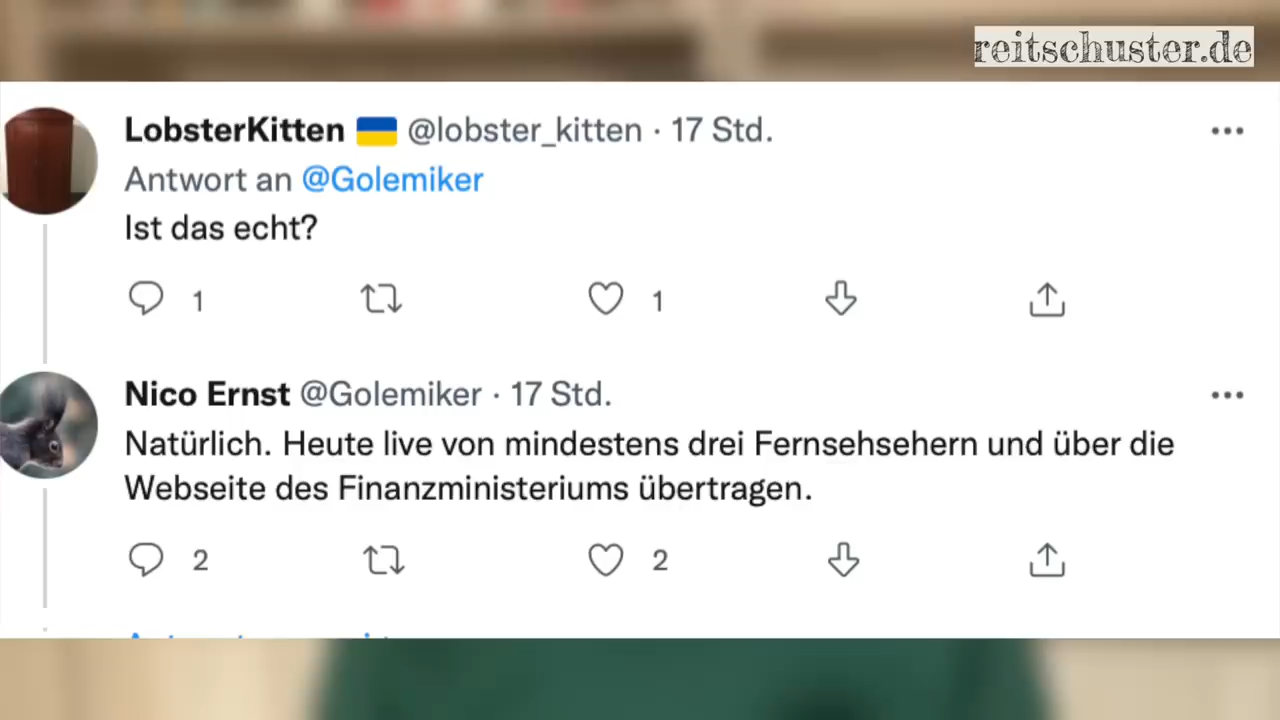 reitschuster.de
LobsterKitten 🇺🇦 @lobster_kitten · 17 Std.
Antwort an @Golemiker
Ist das echt?
1
1
Nico Ernst @Golemiker · 17 Std.
Natürlich. Heute live von mindestens drei Fernsehsehern und über die
Webseite des Finanzministeriums übertragen.
2
2